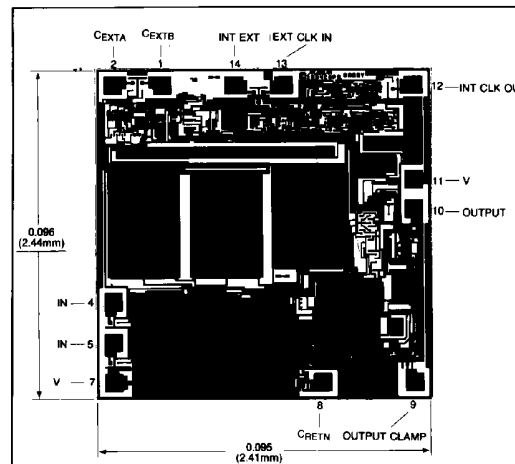 CEXTA CEXTB INT EXT EXT CLK IN
2 1 14 13
12 INT CLK OU
11 V
10 OUTPUT
0.096
(2.44mm)
IN 4
IN 5
V 7
8 9
CRETN OUTPUT CLAMP
0.095
(2.41mm)